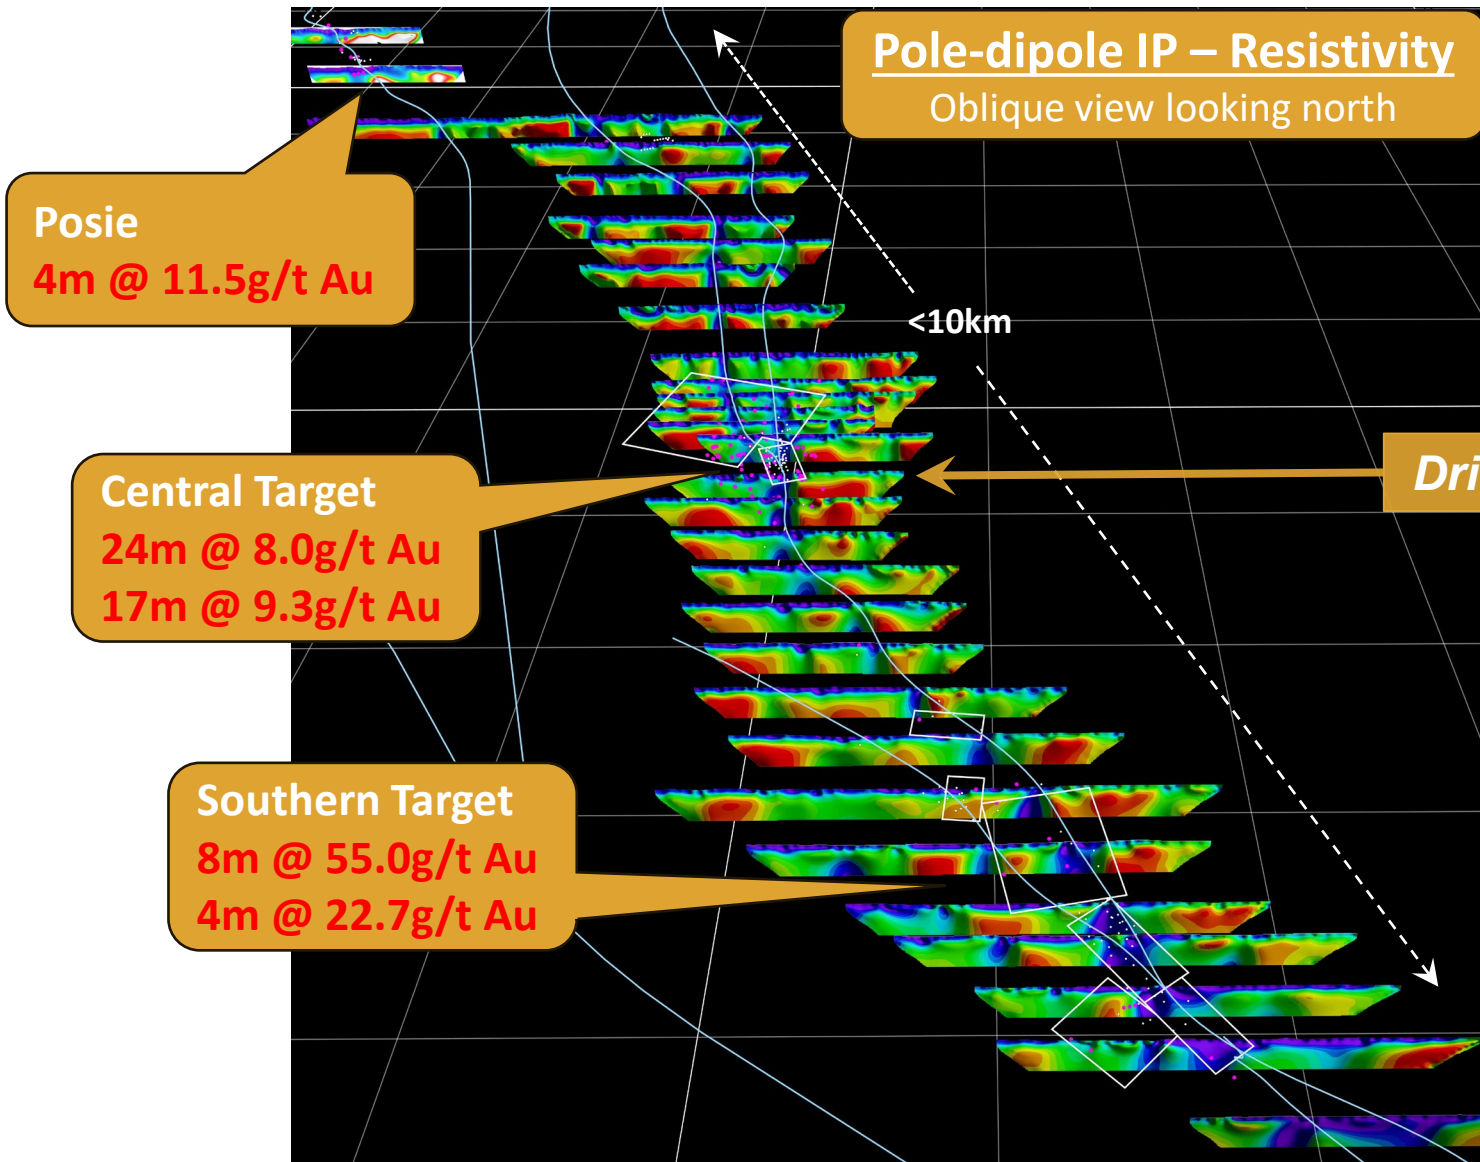 Pole-dipole IP – Resistivity
Oblique view looking north
Posie
4m @ 11.5g/t Au
<10km
Central Target
24m @ 8.0g/t Au
17m @ 9.3g/t Au
Dri
Southern Target
8m @ 55.0g/t Au
4m @ 22.7g/t Au